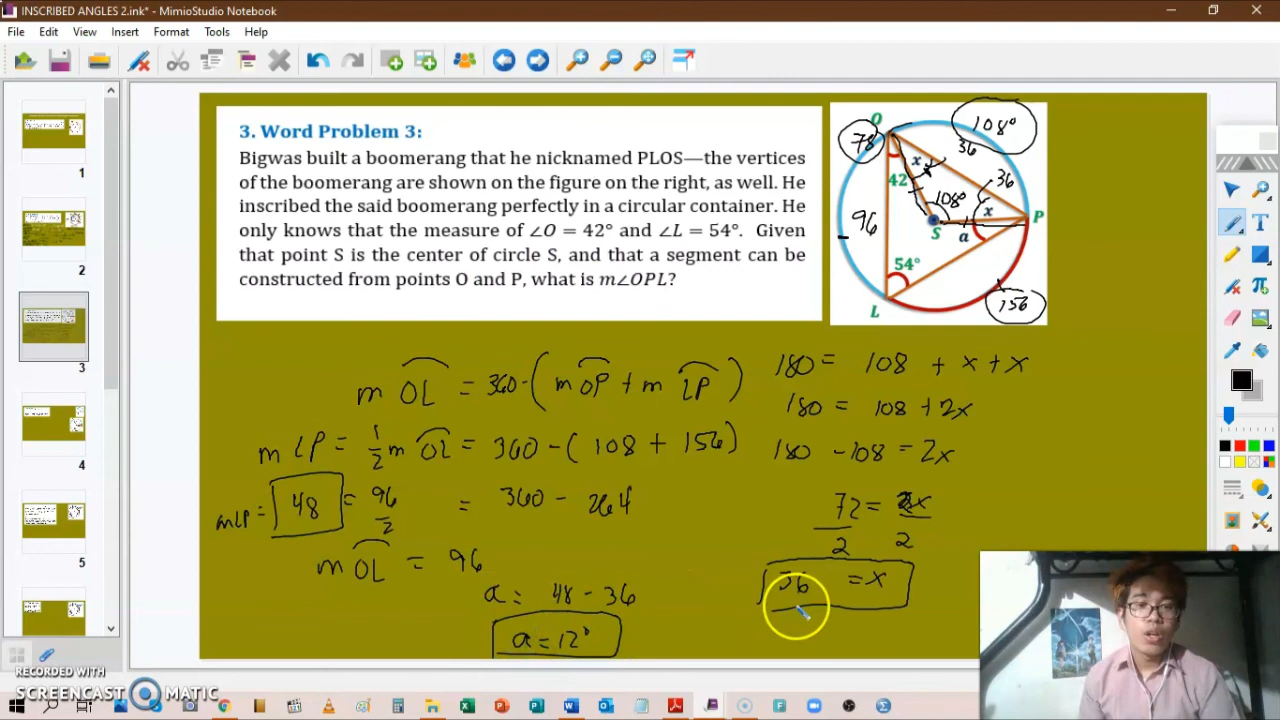 INSCRIBED ANGLES 2.ink* - MimioStudio Notebook
File Edit View Insert Format Tools Help
1
2
3
4
5
3. Word Problem 3:
Bigwas built a boomerang that he nicknamed PLOS—the vertices
of the boomerang are shown on the figure on the right, as well. He
inscribed the said boomerang perfectly in a circular container. He
only knows that the measure of ∠O = 42° and ∠L = 54°. Given
that point S is the center of circle S, and that a segment can be
constructed from points O and P, what is m∠OPL?
O
78
108°
36
x
42
36
108°
x
P
96
S
a
54°
L
156
m OL = 360 - ( m OP + m LP )
m LP = 1/2 m OL = 360 - ( 108 + 156 )
m LP = 48 = 96/2 = 360 - 264
m OL = 96
a = 48 - 36
a = 12°
180 = 108 + x + x
180 = 108 + 2x
180 - 108 = 2x
72/2 = 2x/2
36 = x
RECORDED WITH
SCREENCAST MATIC